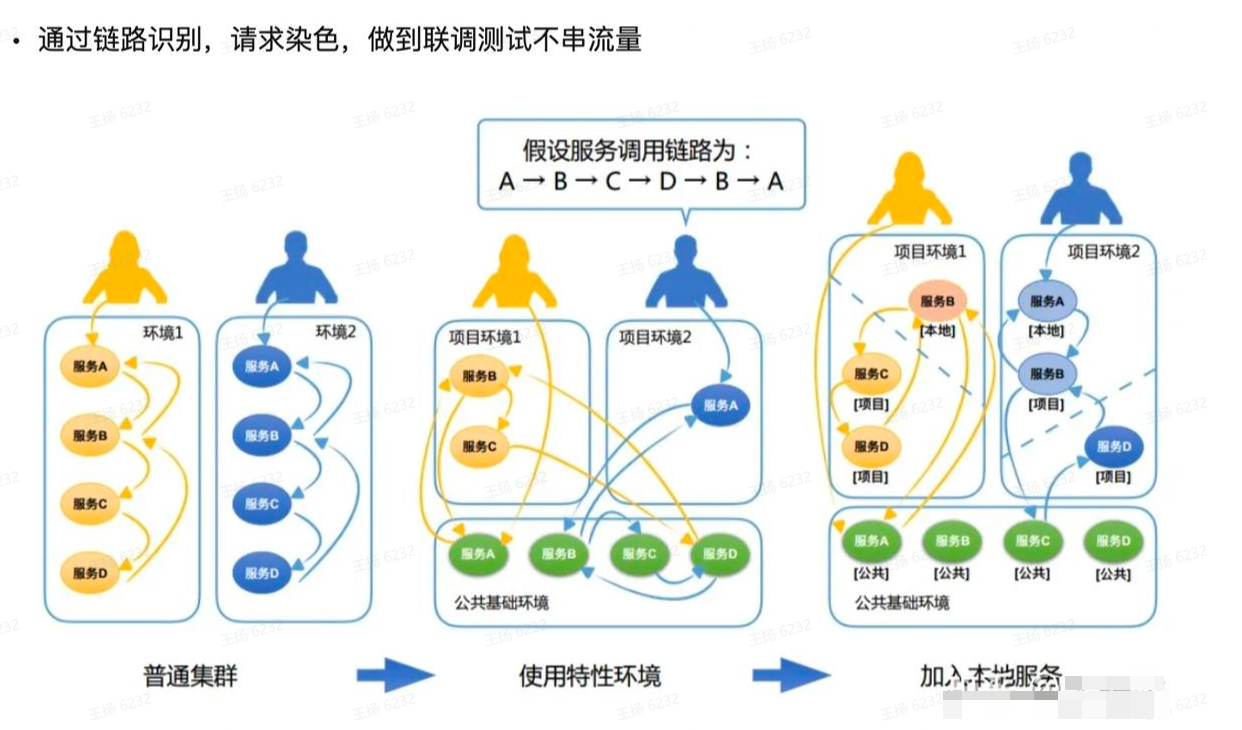 • 通过链路识别，请求染色，做到联调测试不串流量
假设服务调用链路为：
A → B → C → D → B → A
环境1
服务A
服务B
服务C
服务D
环境2
服务A
服务B
服务C
服务D
普通集群
项目环境1
服务B
服务C
项目环境2
服务A
服务A
服务B
服务C
服务D
公共基础环境
使用特性环境
项目环境1
服务B
[本地]
服务C
[项目]
服务D
[项目]
项目环境2
服务A
[本地]
服务B
[项目]
服务D
[项目]
服务A
[公共]
服务B
[公共]
服务C
[公共]
服务D
[公共]
公共基础环境
加入本地服务
王扬 6232